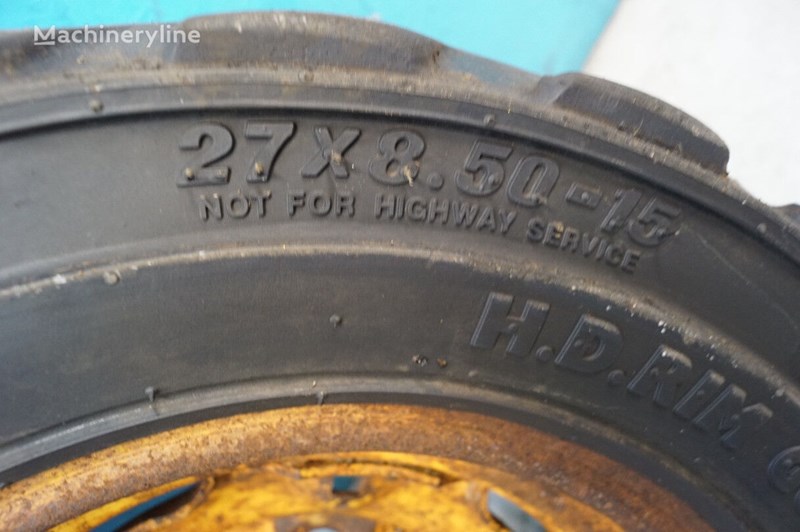 Machineryline
27X8.50-15
NOT FOR HIGHWAY SERVICE
H.D.RIM